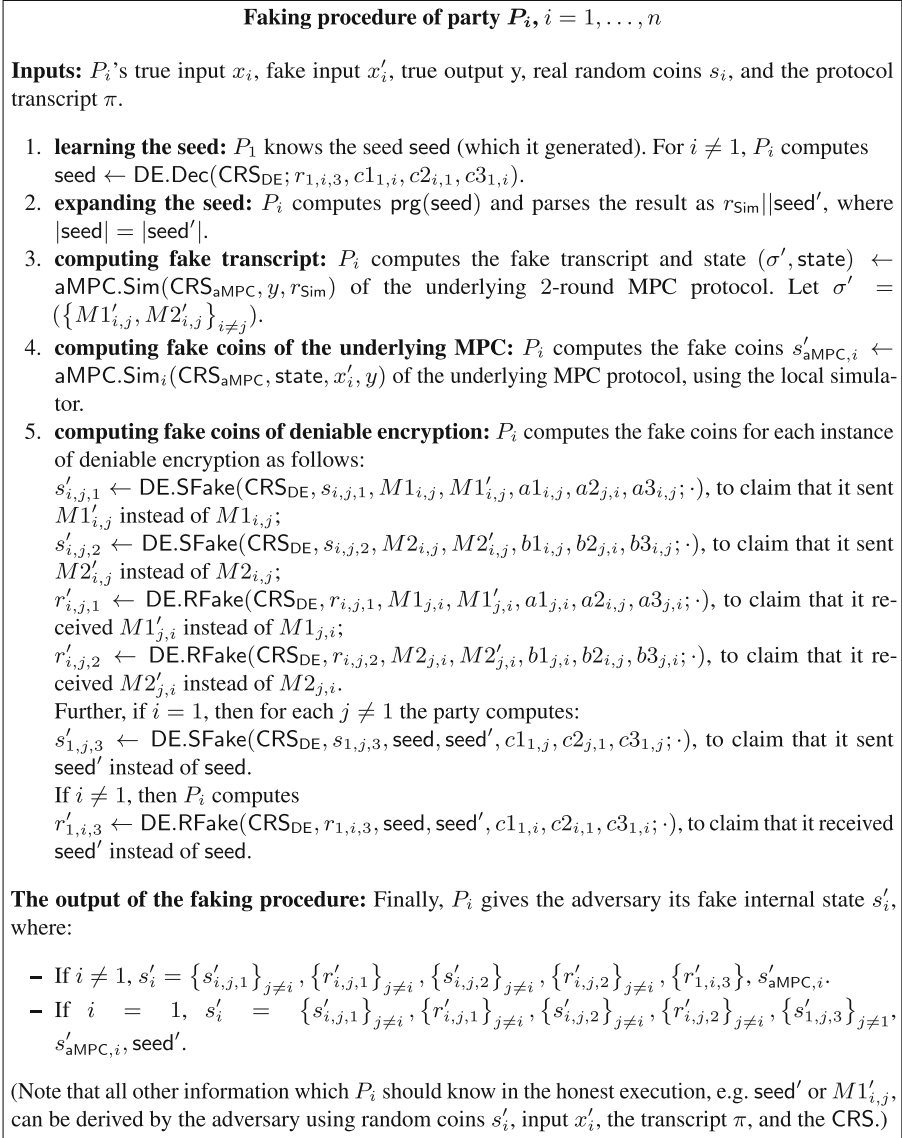 Faking procedure of party P_i, i = 1, . . . , n
Inputs: P_i's true input x_i, fake input x'_i, true output y, real random coins s_i, and the protocol
transcript π.
1. learning the seed: P_1 knows the seed seed (which it generated). For i ≠ 1, P_i computes
seed ← DE.Dec(CRS_DE; r_{1,i,3}, c1_{1,i}, c2_{i,1}, c3_{1,i}).
2. expanding the seed: P_i computes prg(seed) and parses the result as r_Sim||seed', where
|seed| = |seed'|.
3. computing fake transcript: P_i computes the fake transcript and state (σ', state) ←
aMPC.Sim(CRS_aMPC, y, r_Sim) of the underlying 2-round MPC protocol. Let σ' =
({M1'_{i,j}, M2'_{i,j}}_{i≠j}).
4. computing fake coins of the underlying MPC: P_i computes the fake coins s'_{aMPC,i} ←
aMPC.Sim_i(CRS_aMPC, state, x'_i, y) of the underlying MPC protocol, using the local simula-
tor.
5. computing fake coins of deniable encryption: P_i computes the fake coins for each instance
of deniable encryption as follows:
s'_{i,j,1} ← DE.SFake(CRS_DE, s_{i,j,1}, M1_{i,j}, M1'_{i,j}, a1_{i,j}, a2_{j,i}, a3_{i,j}; ·), to claim that it sent
M1'_{i,j} instead of M1_{i,j};
s'_{i,j,2} ← DE.SFake(CRS_DE, s_{i,j,2}, M2_{i,j}, M2'_{i,j}, b1_{i,j}, b2_{j,i}, b3_{i,j}; ·), to claim that it sent
M2'_{i,j} instead of M2_{i,j};
r'_{i,j,1} ← DE.RFake(CRS_DE, r_{i,j,1}, M1_{j,i}, M1'_{j,i}, a1_{j,i}, a2_{i,j}, a3_{j,i}; ·), to claim that it re-
ceived M1'_{j,i} instead of M1_{j,i};
r'_{i,j,2} ← DE.RFake(CRS_DE, r_{i,j,2}, M2_{j,i}, M2'_{j,i}, b1_{j,i}, b2_{i,j}, b3_{j,i}; ·), to claim that it re-
ceived M2'_{j,i} instead of M2_{j,i}.
Further, if i = 1, then for each j ≠ 1 the party computes:
s'_{1,j,3} ← DE.SFake(CRS_DE, s_{1,j,3}, seed, seed', c1_{1,j}, c2_{j,1}, c3_{1,j}; ·), to claim that it sent
seed' instead of seed.
If i ≠ 1, then P_i computes
r'_{1,i,3} ← DE.RFake(CRS_DE, r_{1,i,3}, seed, seed', c1_{1,i}, c2_{i,1}, c3_{1,i}; ·), to claim that it received
seed' instead of seed.
The output of the faking procedure: Finally, P_i gives the adversary its fake internal state s'_i,
where:
– If i ≠ 1, s'_i = {s'_{i,j,1}}_{j≠i}, {r'_{i,j,1}}_{j≠i}, {s'_{i,j,2}}_{j≠i}, {r'_{i,j,2}}_{j≠i}, {r'_{1,i,3}}, s'_{aMPC,i}.
– If i = 1, s'_i = {s'_{i,j,1}}_{j≠i}, {r'_{i,j,1}}_{j≠i}, {s'_{i,j,2}}_{j≠i}, {r'_{i,j,2}}_{j≠i}, {s'_{1,j,3}}_{j≠1},
s'_{aMPC,i}, seed'.
(Note that all other information which P_i should know in the honest execution, e.g. seed' or M1'_{i,j},
can be derived by the adversary using random coins s'_i, input x'_i, the transcript π, and the CRS.)